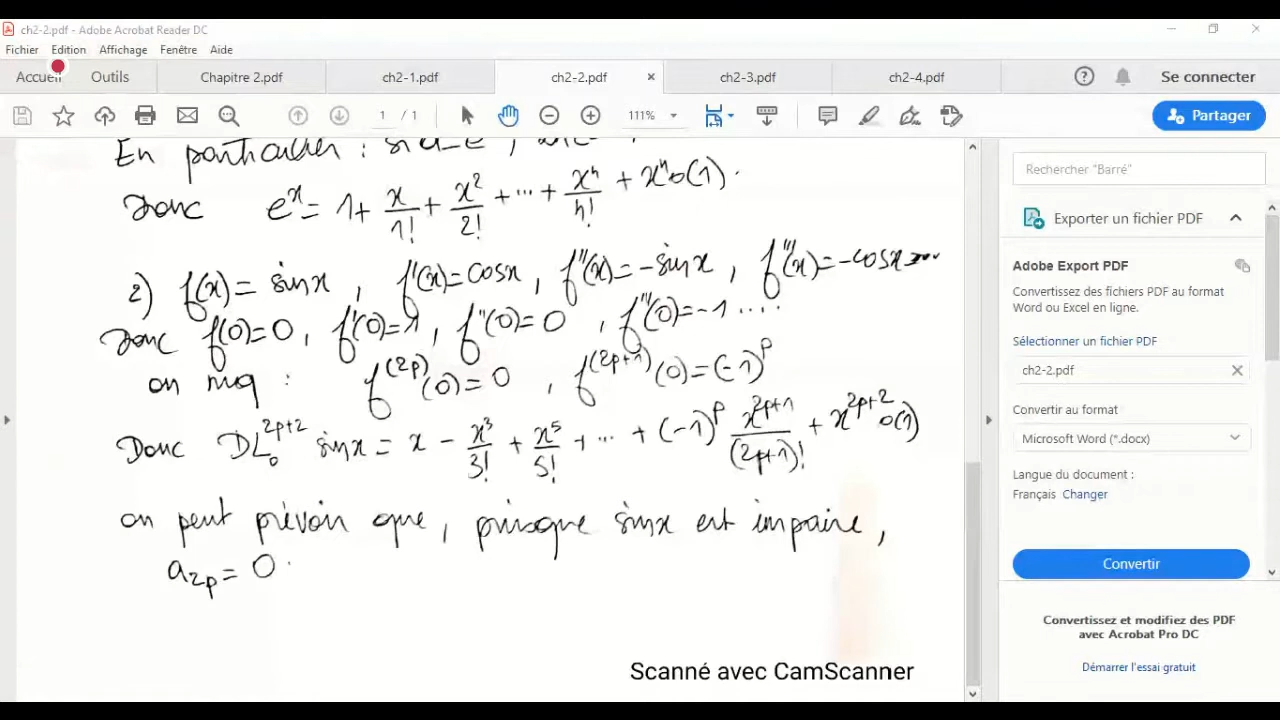 ch2-2.pdf - Adobe Acrobat Reader DC
Fichier Edition Affichage Fenêtre Aide
Accueil Outils Chapitre 2.pdf ch2-1.pdf ch2-2.pdf × ch2-3.pdf ch2-4.pdf Se connecter
1 / 1 111% Partager
En particulier : si a=e,
Donc e^x = 1 + x/1! + x^2/2! + ... + x^n/n! + x^n o(1).
2) f(x) = sin x, f'(x) = cos x, f''(x) = -sin x, f'''(x) = -cos x
Donc f(0)=0, f'(0)=1, f''(0)=0, f'''(0)=-1 ....
on mq : f^(2p)(0)=0, f^(2p+1)(0)=(-1)^p
Donc DL_0^{2p+2} sin x = x - x^3/3! + x^5/5! + ... + (-1)^p x^{2p+1}/(2p+1)! + x^{2p+2} o(1)
on peut prévoir que, puisque sin x est impaire,
a_{2p} = 0.
Scanné avec CamScanner
Rechercher "Barré"
Exporter un fichier PDF
Adobe Export PDF
Convertissez des fichiers PDF au format
Word ou Excel en ligne.
Sélectionner un fichier PDF
ch2-2.pdf ×
Convertir au format
Microsoft Word (*.docx)
Langue du document :
Français Changer
Convertir
Convertissez et modifiez des PDF
avec Acrobat Pro DC
Démarrer l'essai gratuit